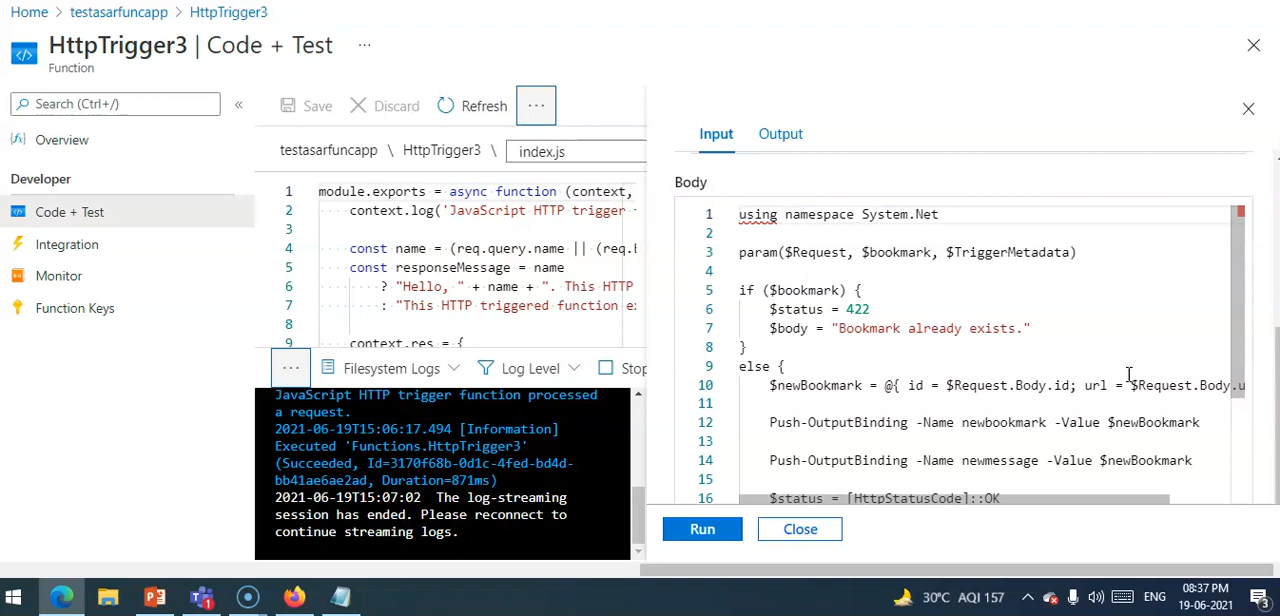 Home > testasarfuncapp > HttpTrigger3
HttpTrigger3 | Code + Test ...
Function
Search (Ctrl+/)
«
Overview
Developer
Code + Test
Integration
Monitor
Function Keys
Save Discard Refresh ...
testasarfuncapp \ HttpTrigger3 \ index.js
1 module.exports = async function (context,
2 context.log('JavaScript HTTP trigger
3
4 const name = (req.query.name || (req.
5 const responseMessage = name
6 ? "Hello, " + name + ". This HTTP
7 : "This HTTP triggered function e
8
9 context.res = {
... Filesystem Logs Log Level Stop
JavaScript HTTP trigger function processed
a request.
2021-06-19T15:06:17.494 [Information]
Executed 'Functions.HttpTrigger3'
(Succeeded, Id=3170f68b-0d1c-4fed-bd4d-
bb41ae6ae2ad, Duration=871ms)
2021-06-19T15:07:02 The log-streaming
session has ended. Please reconnect to
continue streaming logs.
Input Output
Body
1 using namespace System.Net
2
3 param($Request, $bookmark, $TriggerMetadata)
4
5 if ($bookmark) {
6 $status = 422
7 $body = "Bookmark already exists."
8 }
9 else {
10 $newBookmark = @{ id = $Request.Body.id; url = $Request.Body.u
11
12 Push-OutputBinding -Name newbookmark -Value $newBookmark
13
14 Push-OutputBinding -Name newmessage -Value $newBookmark
15
16 $status = [HttpStatusCode]::OK
Run Close
30°C AQI 157
ENG
08:37 PM
19-06-2021
1
3